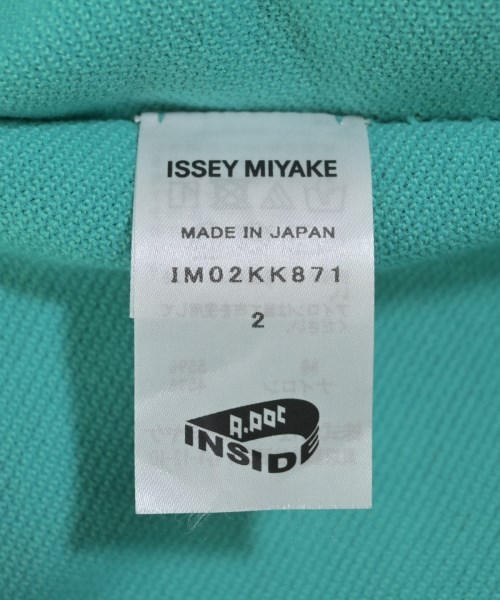 ISSEY MIYAKE
MADE IN JAPAN
IM02KK871
2
A-POC
INSIDE